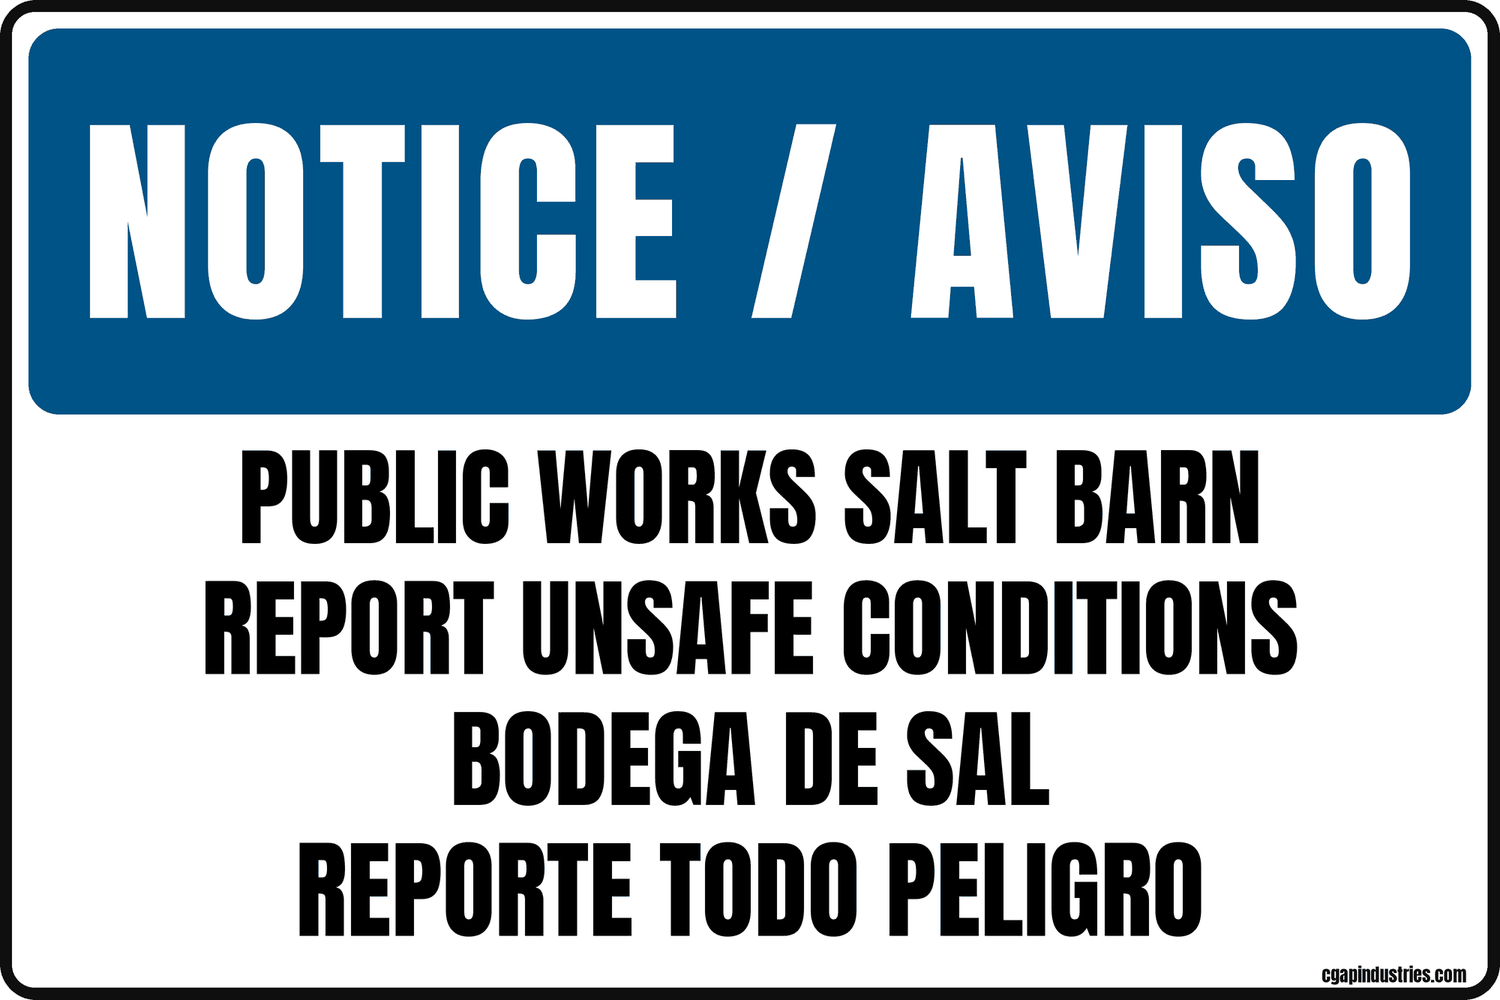 NOTICE / AVISO
PUBLIC WORKS SALT BARN
REPORT UNSAFE CONDITIONS
BODEGA DE SAL
REPORTE TODO PELIGRO
cgapindustries.com